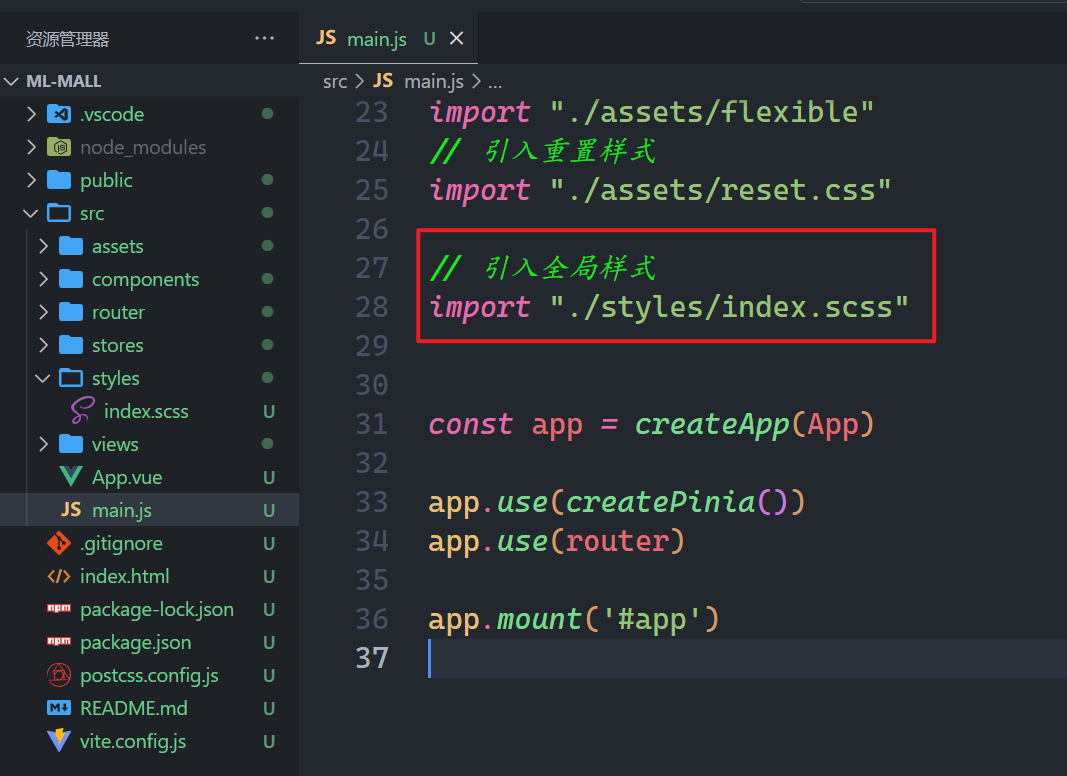 资源管理器 ...
JS main.js U ×
ML-MALL
src > JS main.js > ...
.vscode
node_modules
public
src
assets
components
router
stores
styles
index.scss U
views
App.vue U
JS main.js U
.gitignore U
index.html U
npm package-lock.json U
npm package.json U
postcss.config.js U
M↓ README.md U
vite.config.js U
23 import "./assets/flexible"
24 // 引入重置样式
25 import "./assets/reset.css"
26
27 // 引入全局样式
28 import "./styles/index.scss"
29
30
31 const app = createApp(App)
32
33 app.use(createPinia())
34 app.use(router)
35
36 app.mount('#app')
37